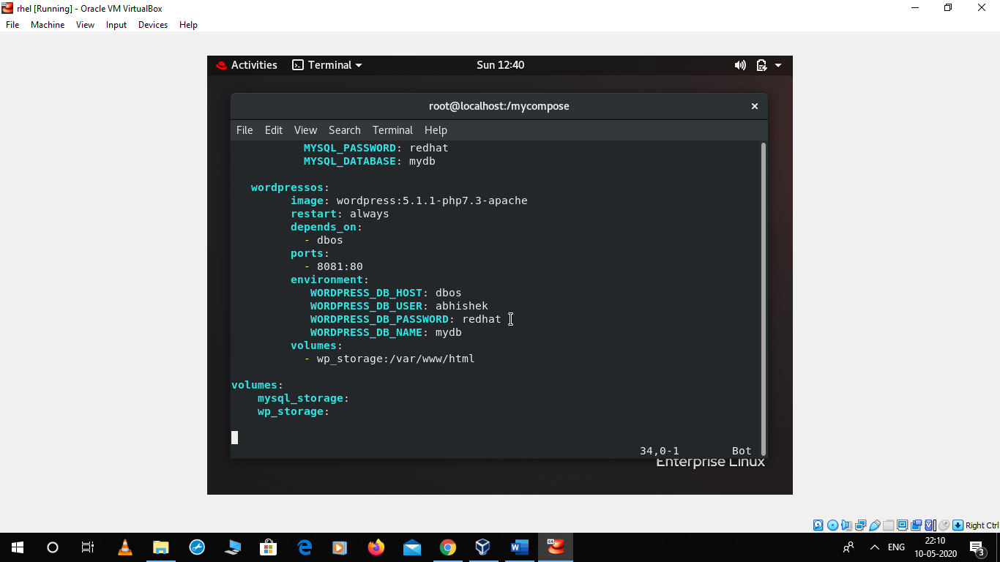 rhel [Running] - Oracle VM VirtualBox
File Machine View Input Devices Help
Activities Terminal Sun 12:40
root@localhost:/mycompose
File Edit View Search Terminal Help
MYSQL_PASSWORD: redhat
MYSQL_DATABASE: mydb
wordpressos:
image: wordpress:5.1.1-php7.3-apache
restart: always
depends_on:
- dbos
ports:
- 8081:80
environment:
WORDPRESS_DB_HOST: dbos
WORDPRESS_DB_USER: abhishek
WORDPRESS_DB_PASSWORD: redhat
WORDPRESS_DB_NAME: mydb
volumes:
- wp_storage:/var/www/html
volumes:
mysql_storage:
wp_storage:
34,0-1 Bot
Enterprise Linux
Right Ctrl
ENG
22:10
10-05-2020
3